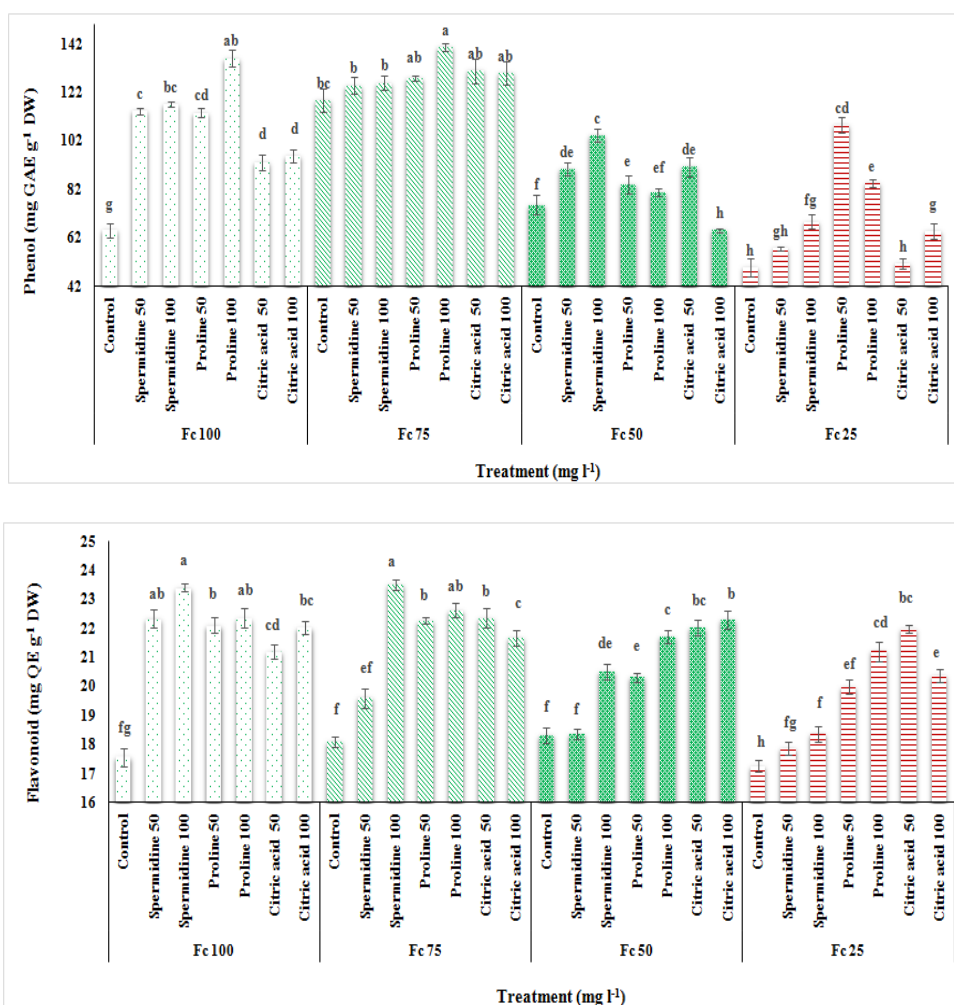 Phenol (mg GAE g-1 DW)
142
122
102
82
62
42
g
c
bc
cd
ab
d
d
bc
b
b
ab
a
ab
ab
f
de
c
e
ef
de
h
h
gh
fg
cd
e
h
g
Control
Spermidine 50
Spermidine 100
Proline 50
Proline 100
Citric acid 50
Citric acid 100
Control
Spermidine 50
Spermidine 100
Proline 50
Proline 100
Citric acid 50
Citric acid 100
Control
Spermidine 50
Spermidine 100
Proline 50
Proline 100
Citric acid 50
Citric acid 100
Control
Spermidine 50
Spermidine 100
Proline 50
Proline 100
Citric acid 50
Citric acid 100
Fc 100
Fc 75
Fc 50
Fc 25
Treatment (mg l-1)
Flavonoid (mg QE g-1 DW)
25
24
23
22
21
20
19
18
17
16
fg
ab
a
b
ab
cd
bc
f
ef
a
b
ab
b
c
f
f
de
e
c
bc
b
h
fg
f
ef
cd
bc
e
Control
Spermidine 50
Spermidine 100
Proline 50
Proline 100
Citric acid 50
Citric acid 100
Control
Spermidine 50
Spermidine 100
Proline 50
Proline 100
Citric acid 50
Citric acid 100
Control
Spermidine 50
Spermidine 100
Proline 50
Proline 100
Citric acid 50
Citric acid 100
Control
Spermidine 50
Spermidine 100
Proline 50
Proline 100
Citric acid 50
Citric acid 100
Fc 100
Fc 75
Fc 50
Fc 25
Treatment (mg l-1)